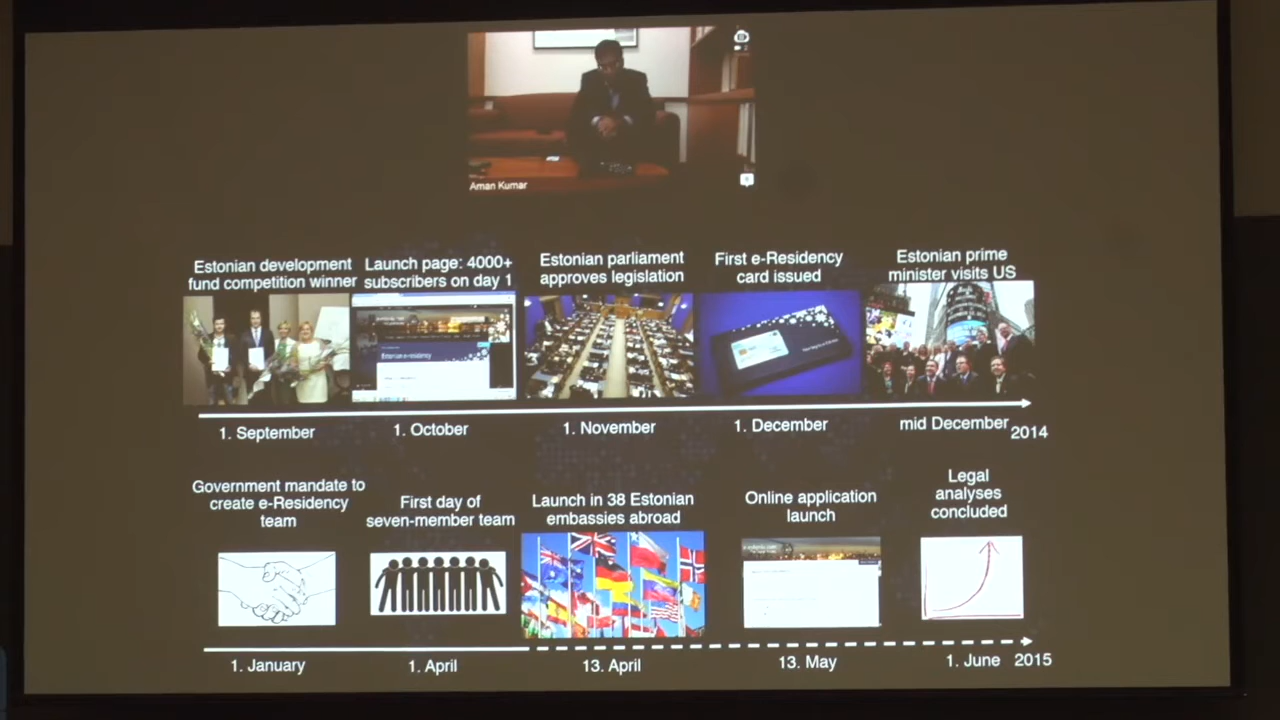 Aman Kumar
Estonian development
fund competition winner
Launch page: 4000+
subscribers on day 1
Estonian parliament
approves legislation
First e-Residency
card issued
Estonian prime
minister visits US
1. September
1. October
1. November
1. December
mid December
2014
Government mandate to
create e-Residency
team
First day of
seven-member team
Launch in 38 Estonian
embassies abroad
Online application
launch
Legal
analyses
concluded
1. January
1. April
13. April
13. May
1. June
2015